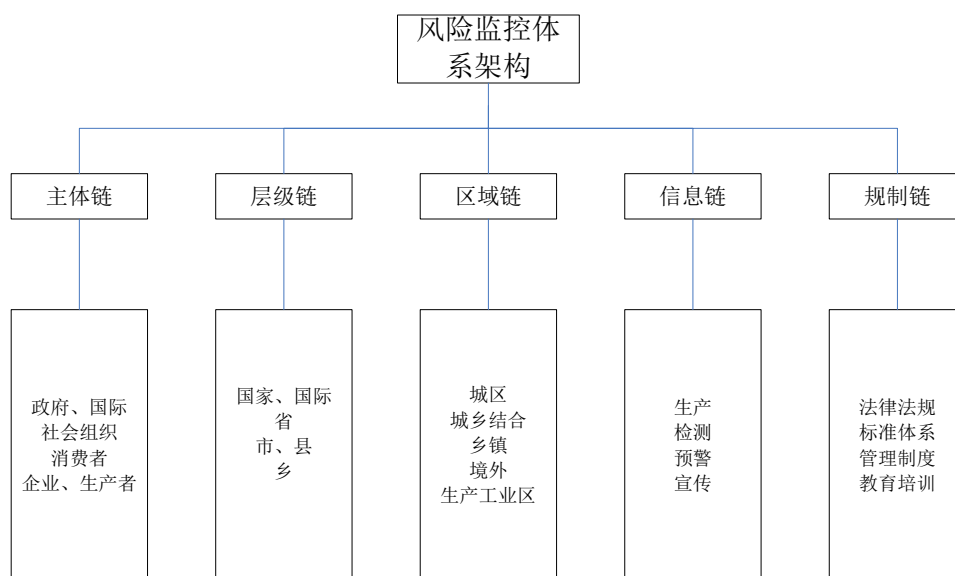 风险监控体
系架构
主体链
层级链
区域链
信息链
规制链
政府、国际
社会组织
消费者
企业、生产者
国家、国际
省
市、县
乡
城区
城乡结合
乡镇
境外
生产工业区
生产
检测
预警
宣传
法律法规
标准体系
管理制度
教育培训